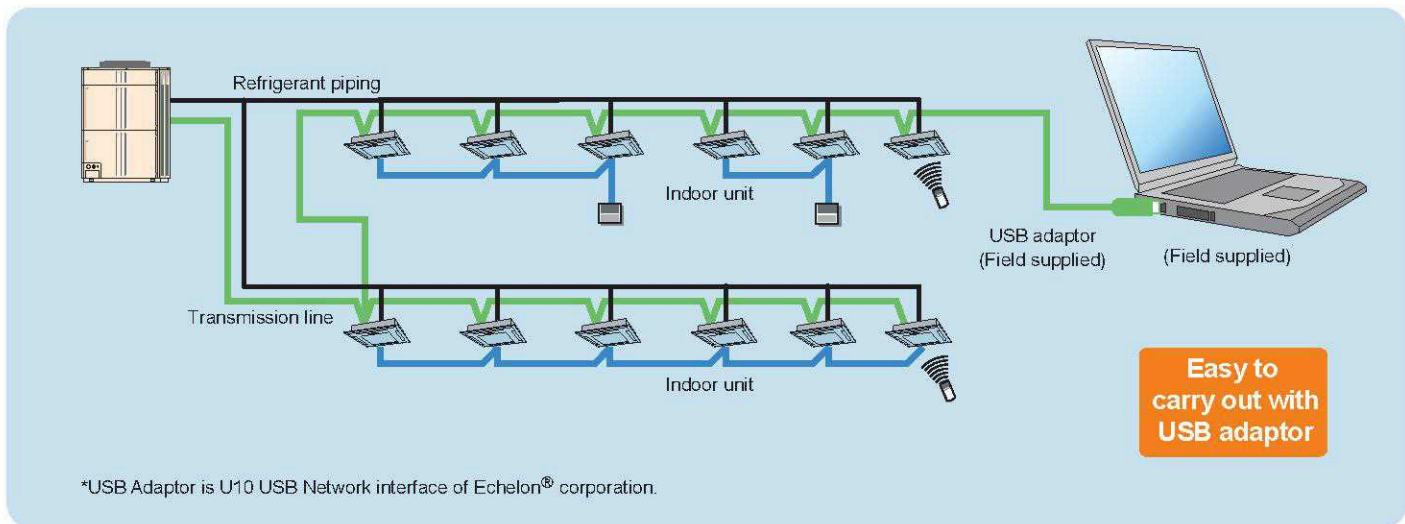 Refrigerant piping
Indoor unit
USB adaptor
(Field supplied)
(Field supplied)
Transmission line
Indoor unit
Easy to
carry out with
USB adaptor
*USB Adaptor is U10 USB Network interface of Echelon® corporation.